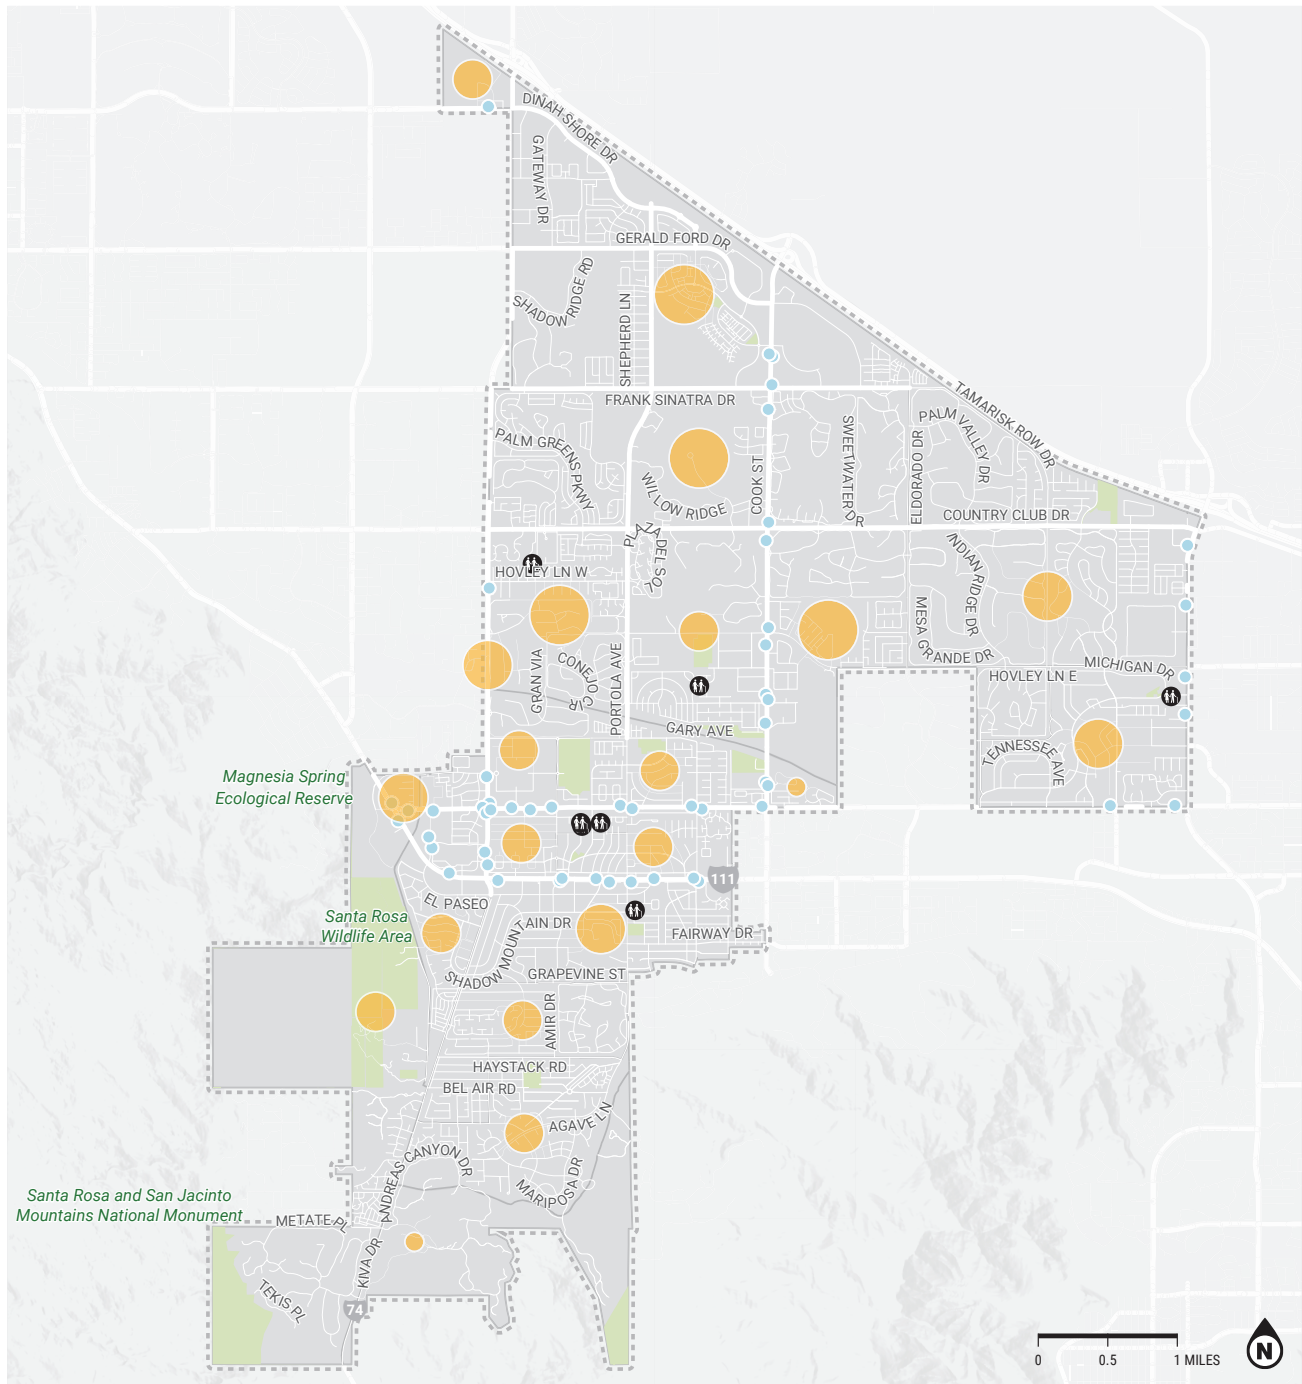 DINAH SHORE DR
GATEWAY DR
GERALD FORD DR
SHADOW RIDGE RD
SHEPHERD LN
FRANK SINATRA DR
TAMARISK ROW DR
PALM VALLEY DR
PALM GREENS PKWY
SWEETWATER DR
ELDORADO DR
WILLOW RIDGE
COOK ST
COUNTRY CLUB DR
PLAZA DEL SOL
INDIAN RIDGE DR
HOVLEY LN W
MESA GRANDE DR
GRAN VIA
CONEJO CIR
PORTOLA AVE
MICHIGAN DR
HOVLEY LN E
GARY AVE
TENNESSEE AVE
Magnesia Spring
Ecological Reserve
111
EL PASEO
Santa Rosa
Wildlife Area
SHADOW MOUNTAIN DR
FAIRWAY DR
GRAPEVINE ST
AMIR DR
HAYSTACK RD
BEL AIR RD
AGAVE LN
ANDREAS CANYON DR
MARIPOSA DR
Santa Rosa and San Jacinto
Mountains National Monument
METATE PL
KIVA DR
TEKIS PL
74
0 0.5 1 MILES
N